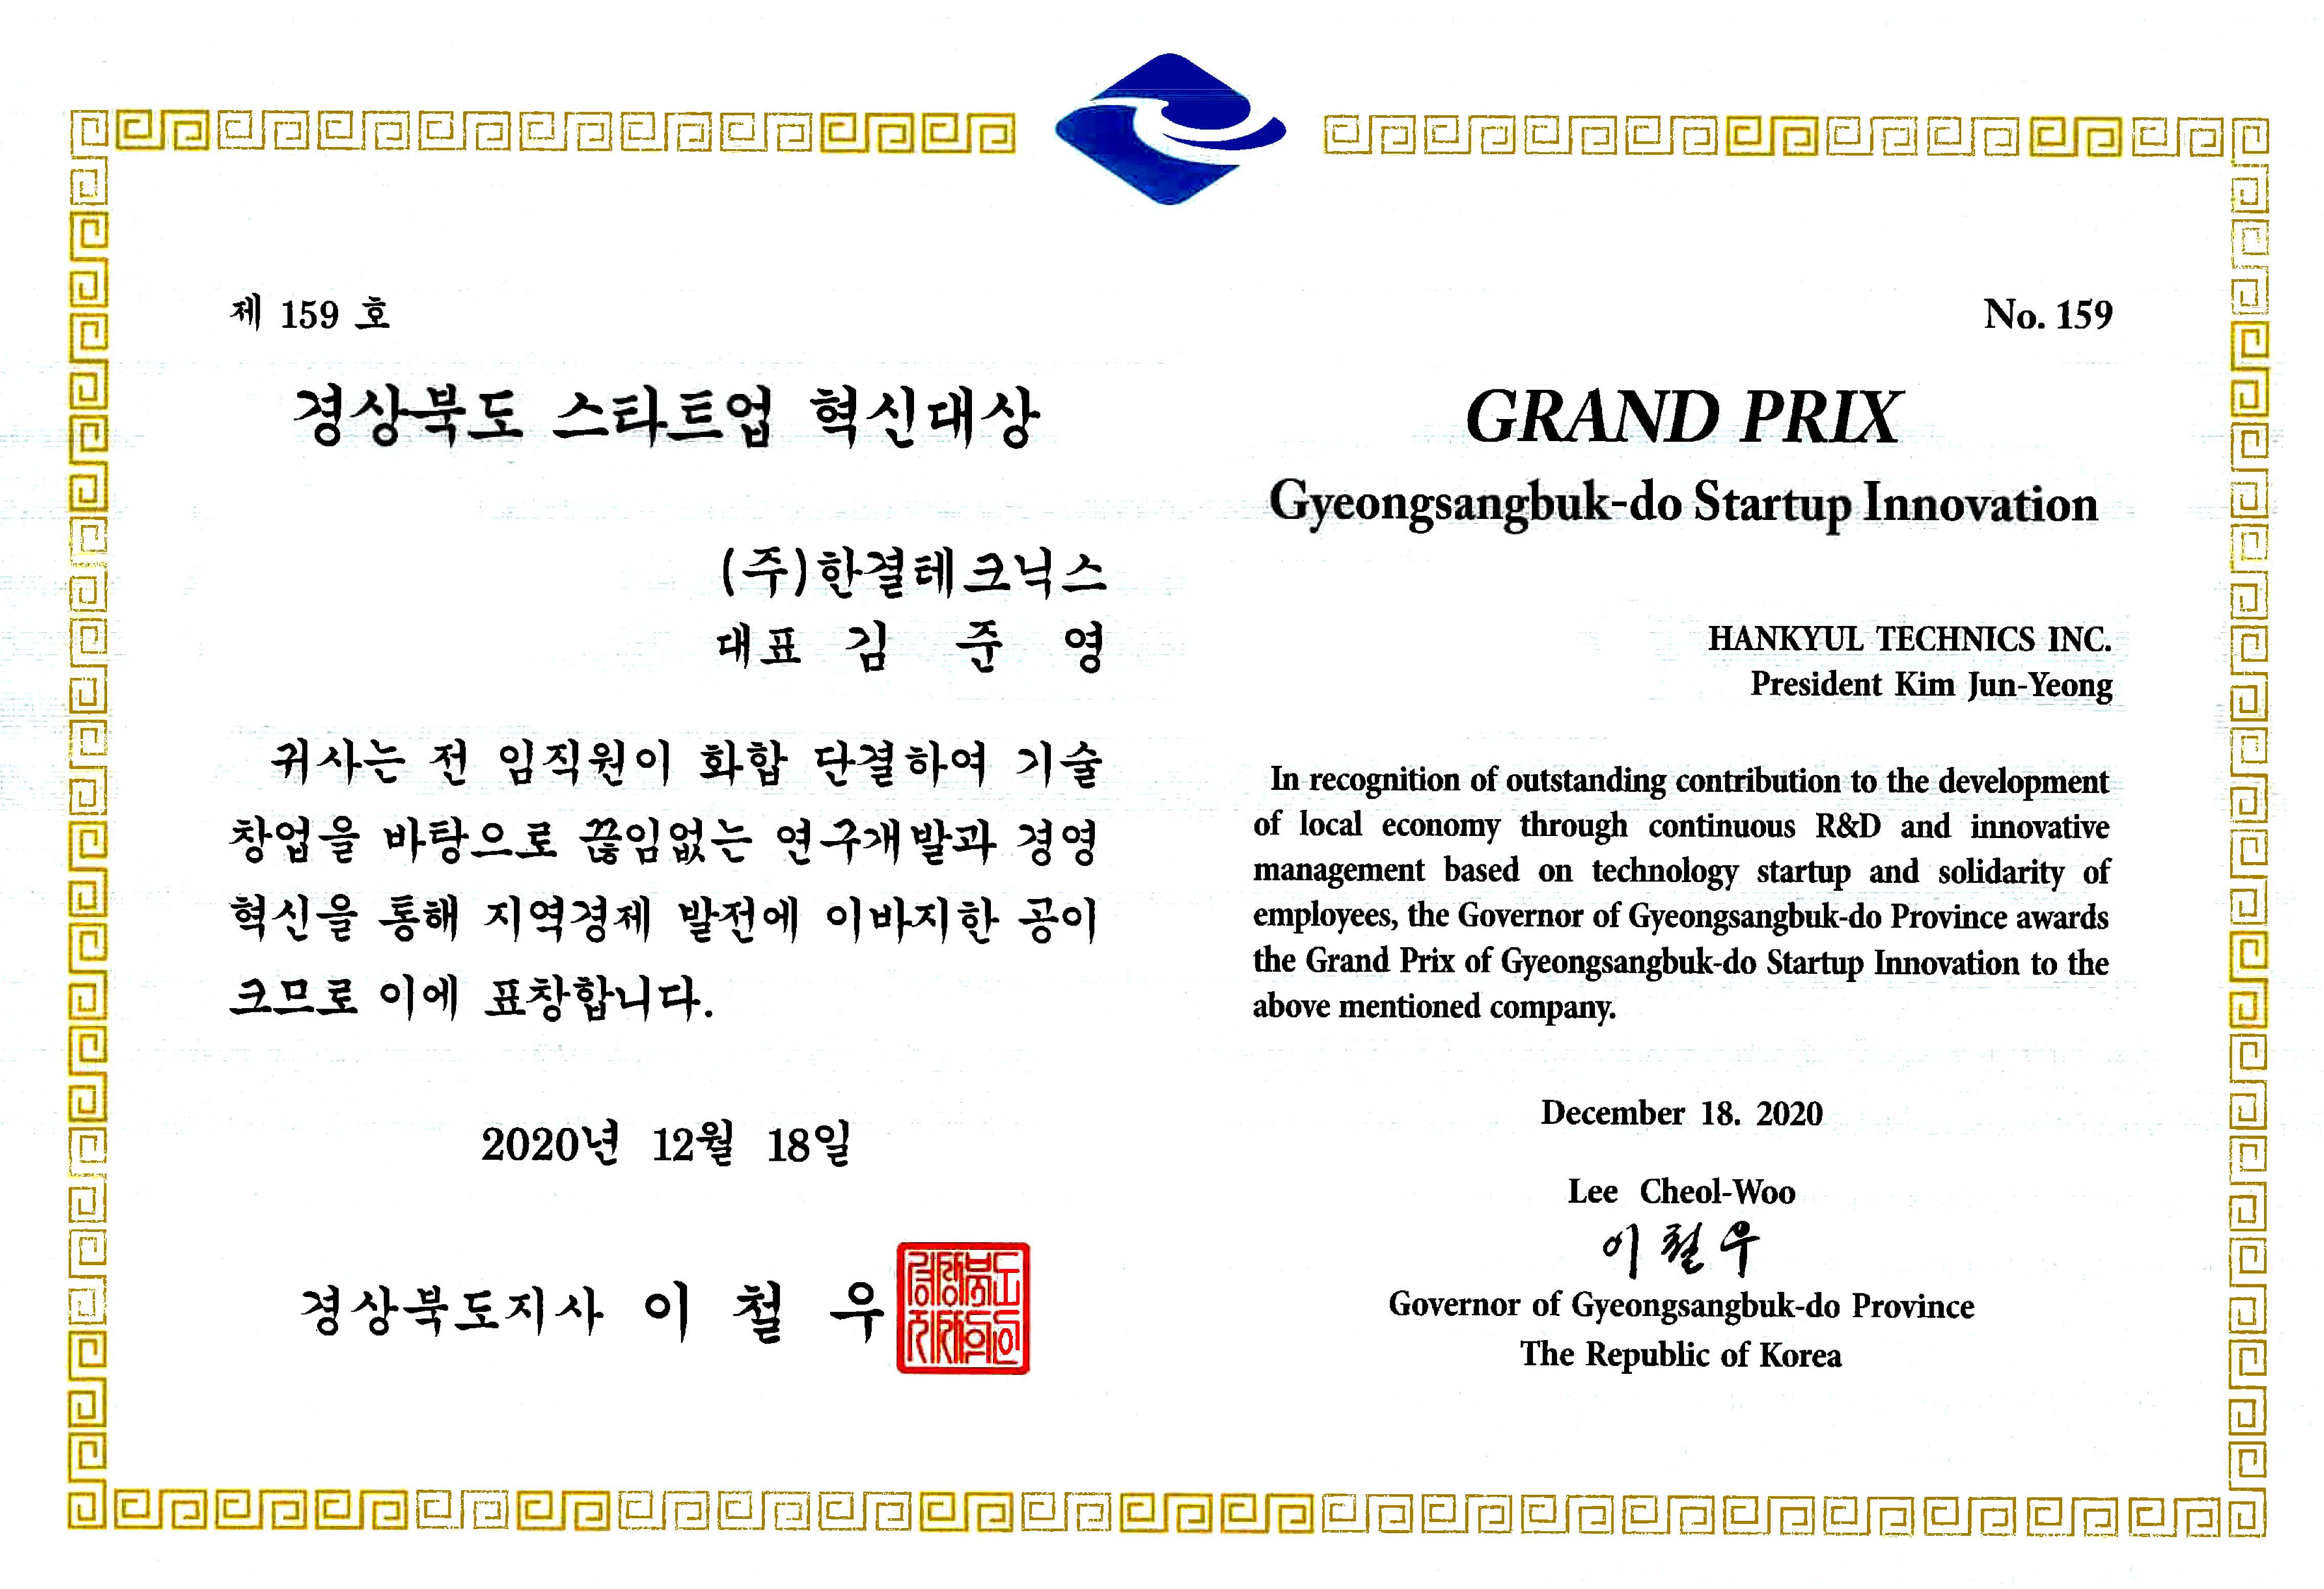 제 159 호
경상북도 스타트업 혁신대상
(주)한결테크닉스
대표 김 준 영
귀사는 전 임직원이 화합 단결하여 기술
창업을 바탕으로 끊임없는 연구개발과 경영
혁신을 통해 지역경제 발전에 이바지한 공이
크므로 이에 표창합니다.
2020년 12월 18일
경상북도지사 이 철 우
No. 159
GRAND PRIX
Gyeongsangbuk-do Startup Innovation
HANKYUL TECHNICS INC.
President Kim Jun-Yeong
In recognition of outstanding contribution to the development
of local economy through continuous R&D and innovative
management based on technology startup and solidarity of
employees, the Governor of Gyeongsangbuk-do Province awards
the Grand Prix of Gyeongsangbuk-do Startup Innovation to the
above mentioned company.
December 18. 2020
Lee Cheol-Woo
이철우
Governor of Gyeongsangbuk-do Province
The Republic of Korea